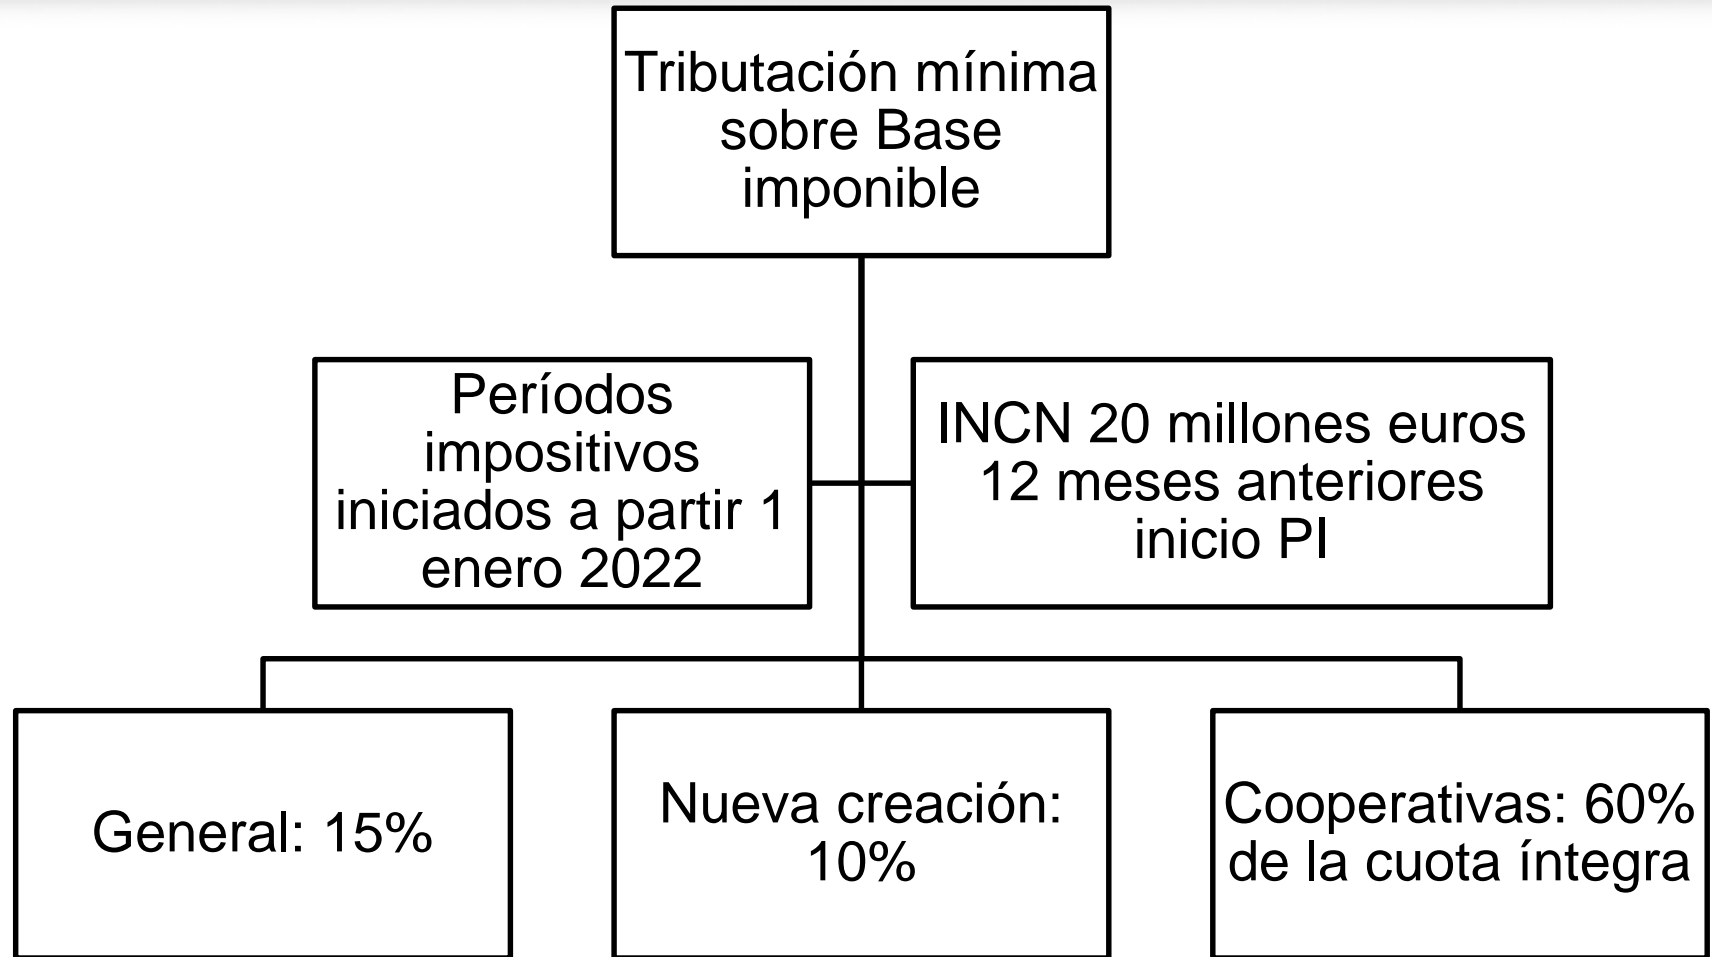 Tributación mínima
sobre Base
imponible
Períodos
impositivos
iniciados a partir 1
enero 2022
INCN 20 millones euros
12 meses anteriores
inicio PI
General: 15%
Nueva creación:
10%
Cooperativas: 60%
de la cuota íntegra